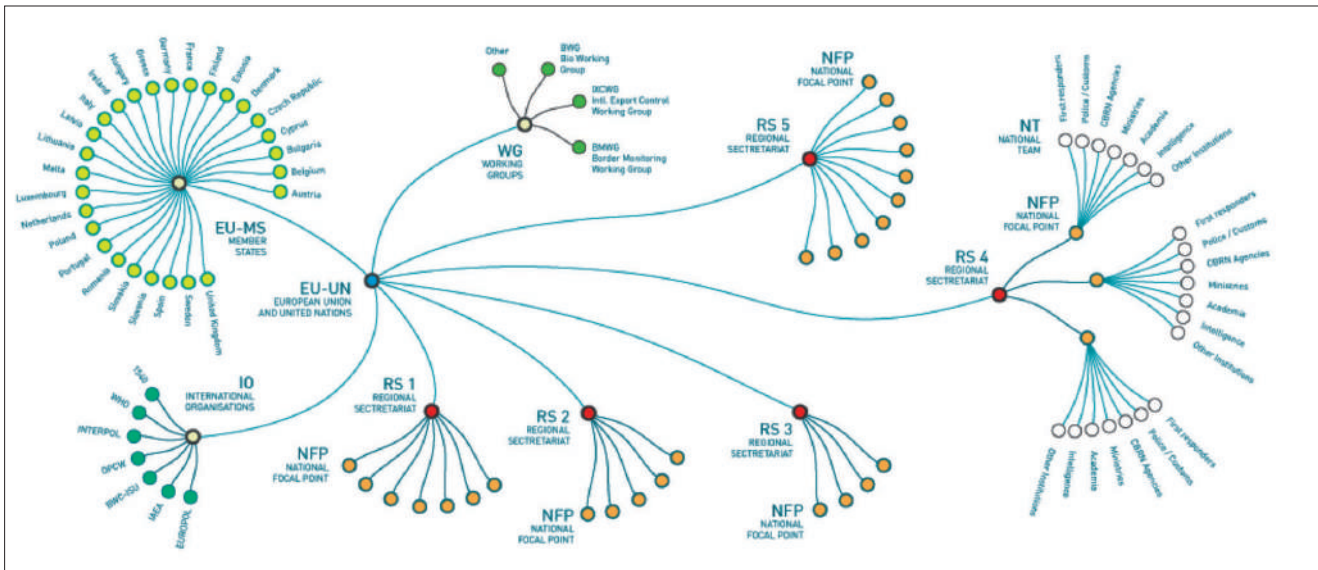 Germany
France
Finland
Estonia
Denmark
Czech Republic
Cyprus
Bulgaria
Belgium
Austria
Greece
Hungary
Ireland
Italy
Latvia
Lithuania
Malta
Luxembourg
Netherlands
Poland
Portugal
Romania
Slovakia
Slovenia
Spain
Sweden
United Kingdom
EU-MS
MEMBER
STATES
Other
BWG
Bio Working
Group
IXCWG
Intl. Export Control
Working Group
BMWG
Border Monitoring
Working Group
WG
WORKING
GROUPS
NFP
NATIONAL
FOCAL POINT
RS 5
REGIONAL
SECTRETARIAT
NT
NATIONAL
TEAM
First responders
Police / Customs
CBRN Agencies
Ministries
Academia
Intelligence
Other Institutions
NFP
NATIONAL
FOCAL POINT
RS 4
REGIONAL
SECTRETARIAT
First responders
Police / Customs
CBRN Agencies
Ministries
Academia
Intelligence
Other Institutions
First responders
Police / Customs
CBRN Agencies
Ministries
Academia
Intelligence
Other Institutions
EU-UN
EUROPEAN UNION
AND UNITED NATIONS
IO
INTERNATIONAL
ORGANISATIONS
1540
WHO
INTERPOL
OPCW
BWC-ISU
IAEA
EUROPOL
RS 1
REGIONAL
SECTRETARIAT
NFP
NATIONAL
FOCAL POINT
RS 2
REGIONAL
SECTRETARIAT
NFP
NATIONAL
FOCAL POINT
RS 3
REGIONAL
SECTRETARIAT
NFP
NATIONAL
FOCAL POINT